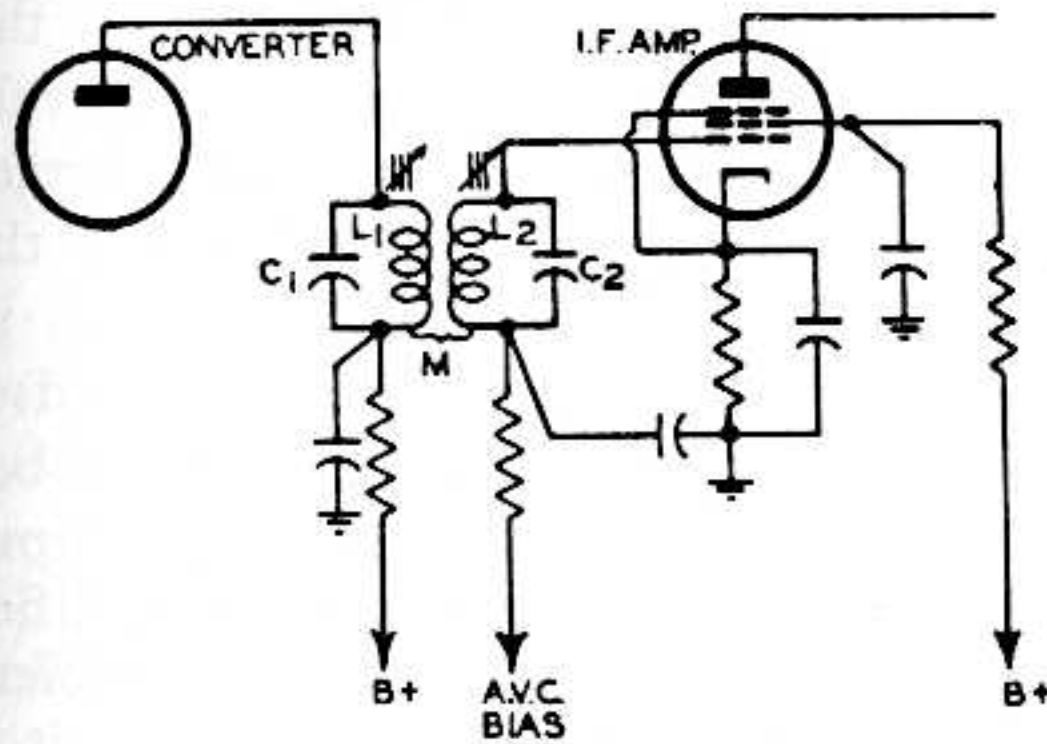 CONVERTER
I.F. AMP.
L1
L2
C1
C2
M
B+
A.V.C.
BIAS
B+